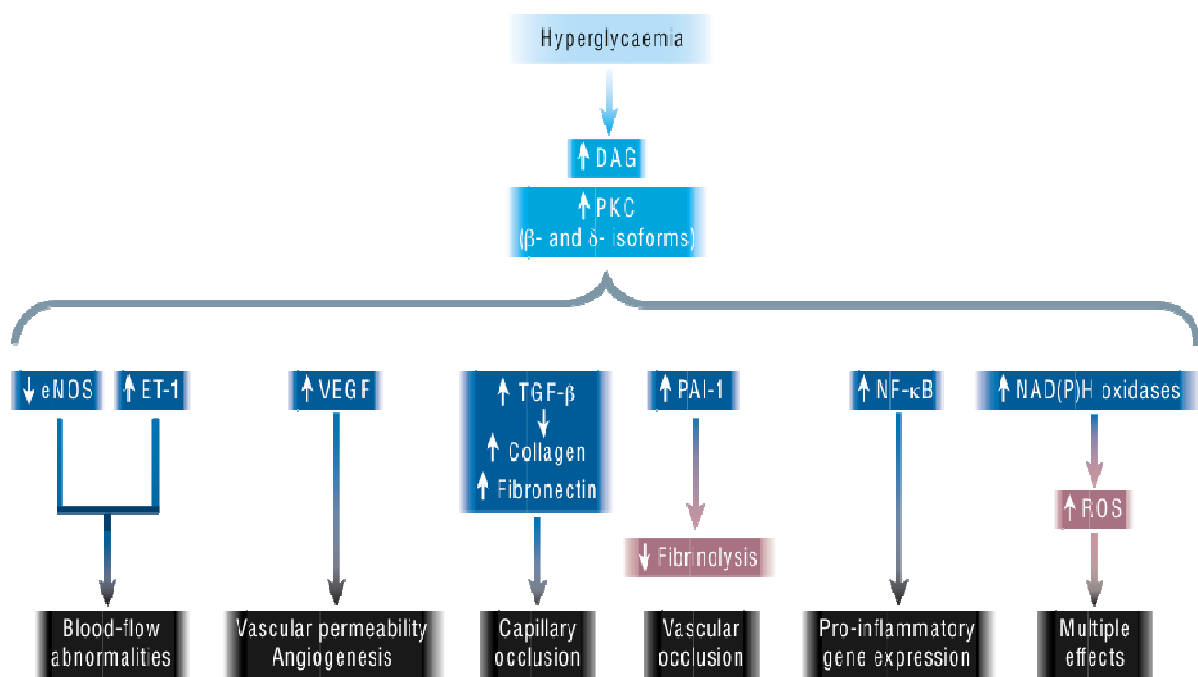 Hyperglycaemia
↑ DAG
↑ PKC
(β- and δ- isoforms)
↓ eNOS
↑ ET-1
↑ VEGF
↑ TGF-β
↓
↑ Collagen
↑ Fibronectin
↑ PAI-1
↑ NF-κB
↑ NAD(P)H oxidases
↓ Fibrinolysis
↑ ROS
Blood-flow
abnormalities
Vascular permeability
Angiogenesis
Capillary
occlusion
Vascular
occlusion
Pro-inflammatory
gene expression
Multiple
effects